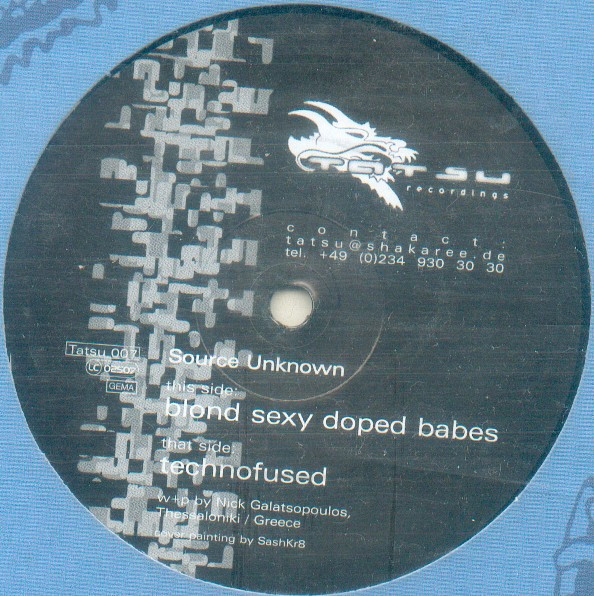 TATSU
recordings
contact:
tatsu@shakaree.de
tel. +49 (0)234 930 30 30
Tatsu 007
LC 02507
GEMA
Source Unknown
this side:
blond sexy doped babes
that side:
technofused
w+p by Nick Galatsopoulos,
Thessaloniki / Greece
cover painting by SashKr8